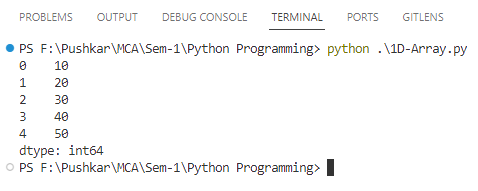 PROBLEMS OUTPUT DEBUG CONSOLE TERMINAL PORTS GITLENS
PS F:\Pushkar\MCA\Sem-1\Python Programming> python .\1D-Array.py
0    10
1    20
2    30
3    40
4    50
dtype: int64
PS F:\Pushkar\MCA\Sem-1\Python Programming>